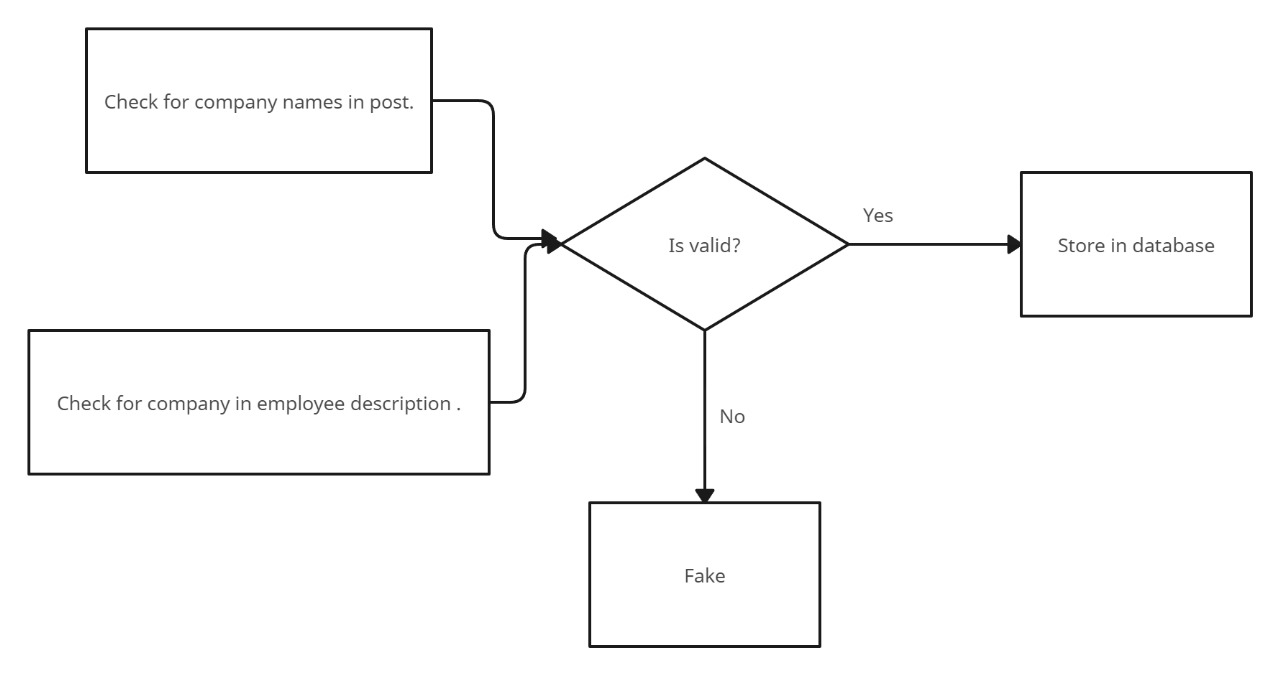 Check for company names in post.
Yes
Is valid?
Store in database
Check for company in employee description .
No
Fake